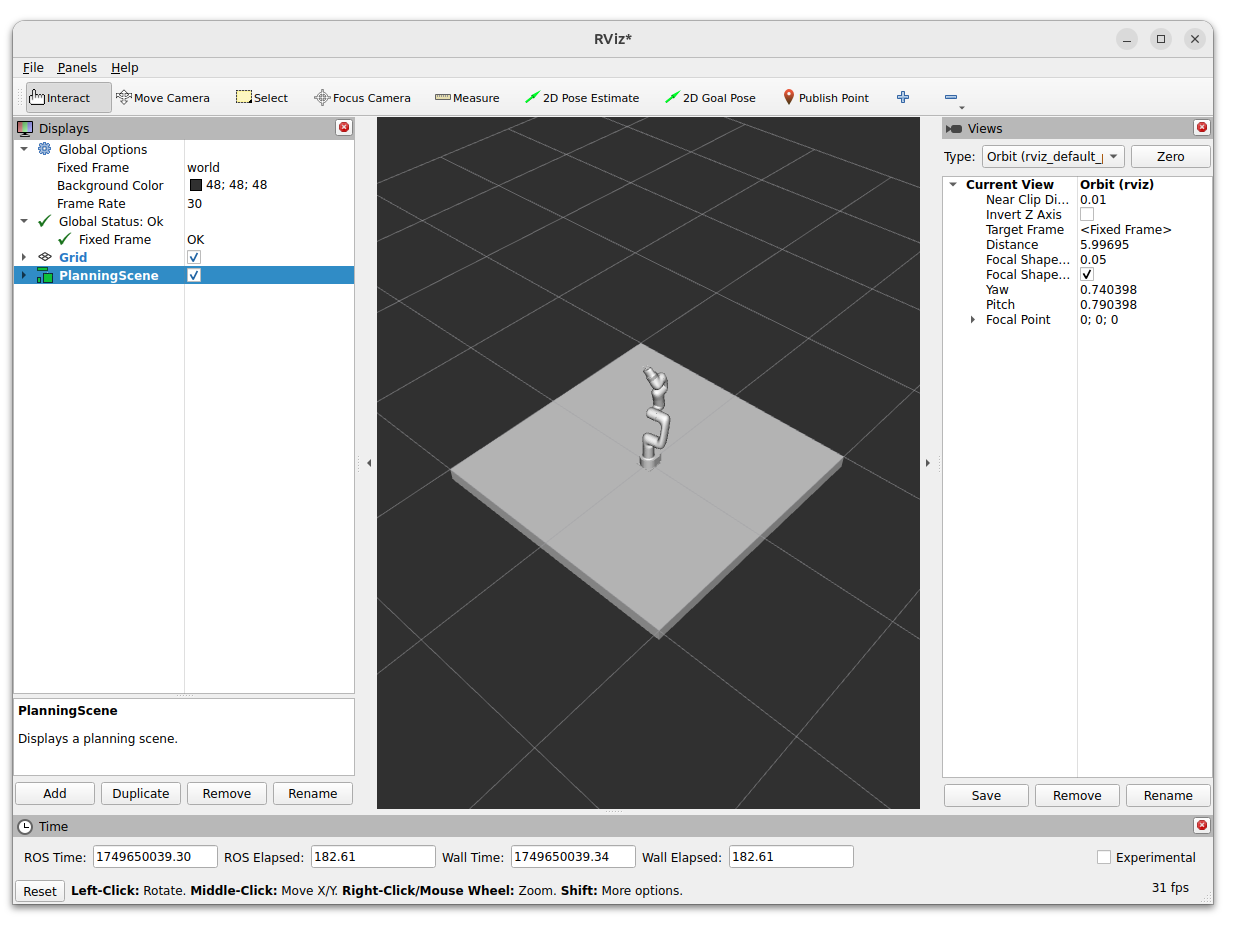 RViz*
File Panels Help
Interact Move Camera Select Focus Camera Measure 2D Pose Estimate 2D Goal Pose Publish Point
Displays
Global Options
Fixed Frame world
Background Color 48; 48; 48
Frame Rate 30
Global Status: Ok
Fixed Frame OK
Grid
PlanningScene
PlanningScene
Displays a planning scene.
Add Duplicate Remove Rename
Views
Type: Orbit (rviz_default_ Zero
Current View Orbit (rviz)
Near Clip Di... 0.01
Invert Z Axis
Target Frame <Fixed Frame>
Distance 5.99695
Focal Shape... 0.05
Focal Shape...
Yaw 0.740398
Pitch 0.790398
Focal Point 0; 0; 0
Save Remove Rename
Time
ROS Time: 1749650039.30 ROS Elapsed: 182.61 Wall Time: 1749650039.34 Wall Elapsed: 182.61 Experimental
Reset Left-Click: Rotate. Middle-Click: Move X/Y. Right-Click/Mouse Wheel: Zoom. Shift: More options. 31 fps